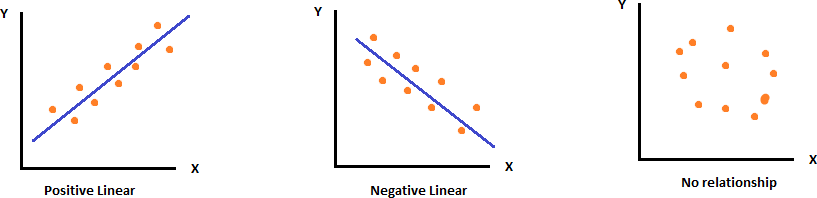 Y
X
Positive Linear
Y
X
Negative Linear
Y
X
No relationship